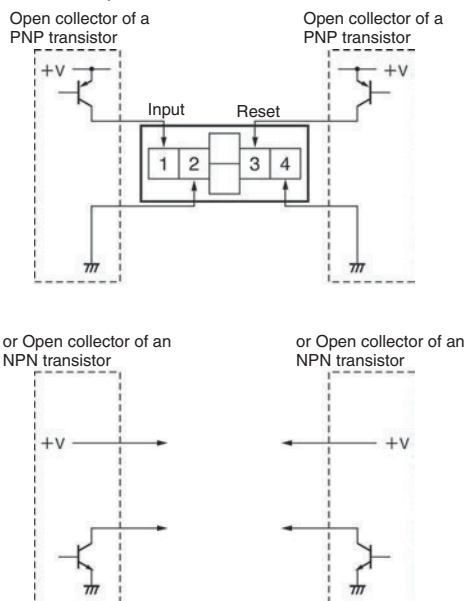 Open collector of a
PNP transistor
Open collector of a
PNP transistor
+V
+V
Input
Reset
1 2 3 4
or Open collector of an
NPN transistor
or Open collector of an
NPN transistor
+V
+V